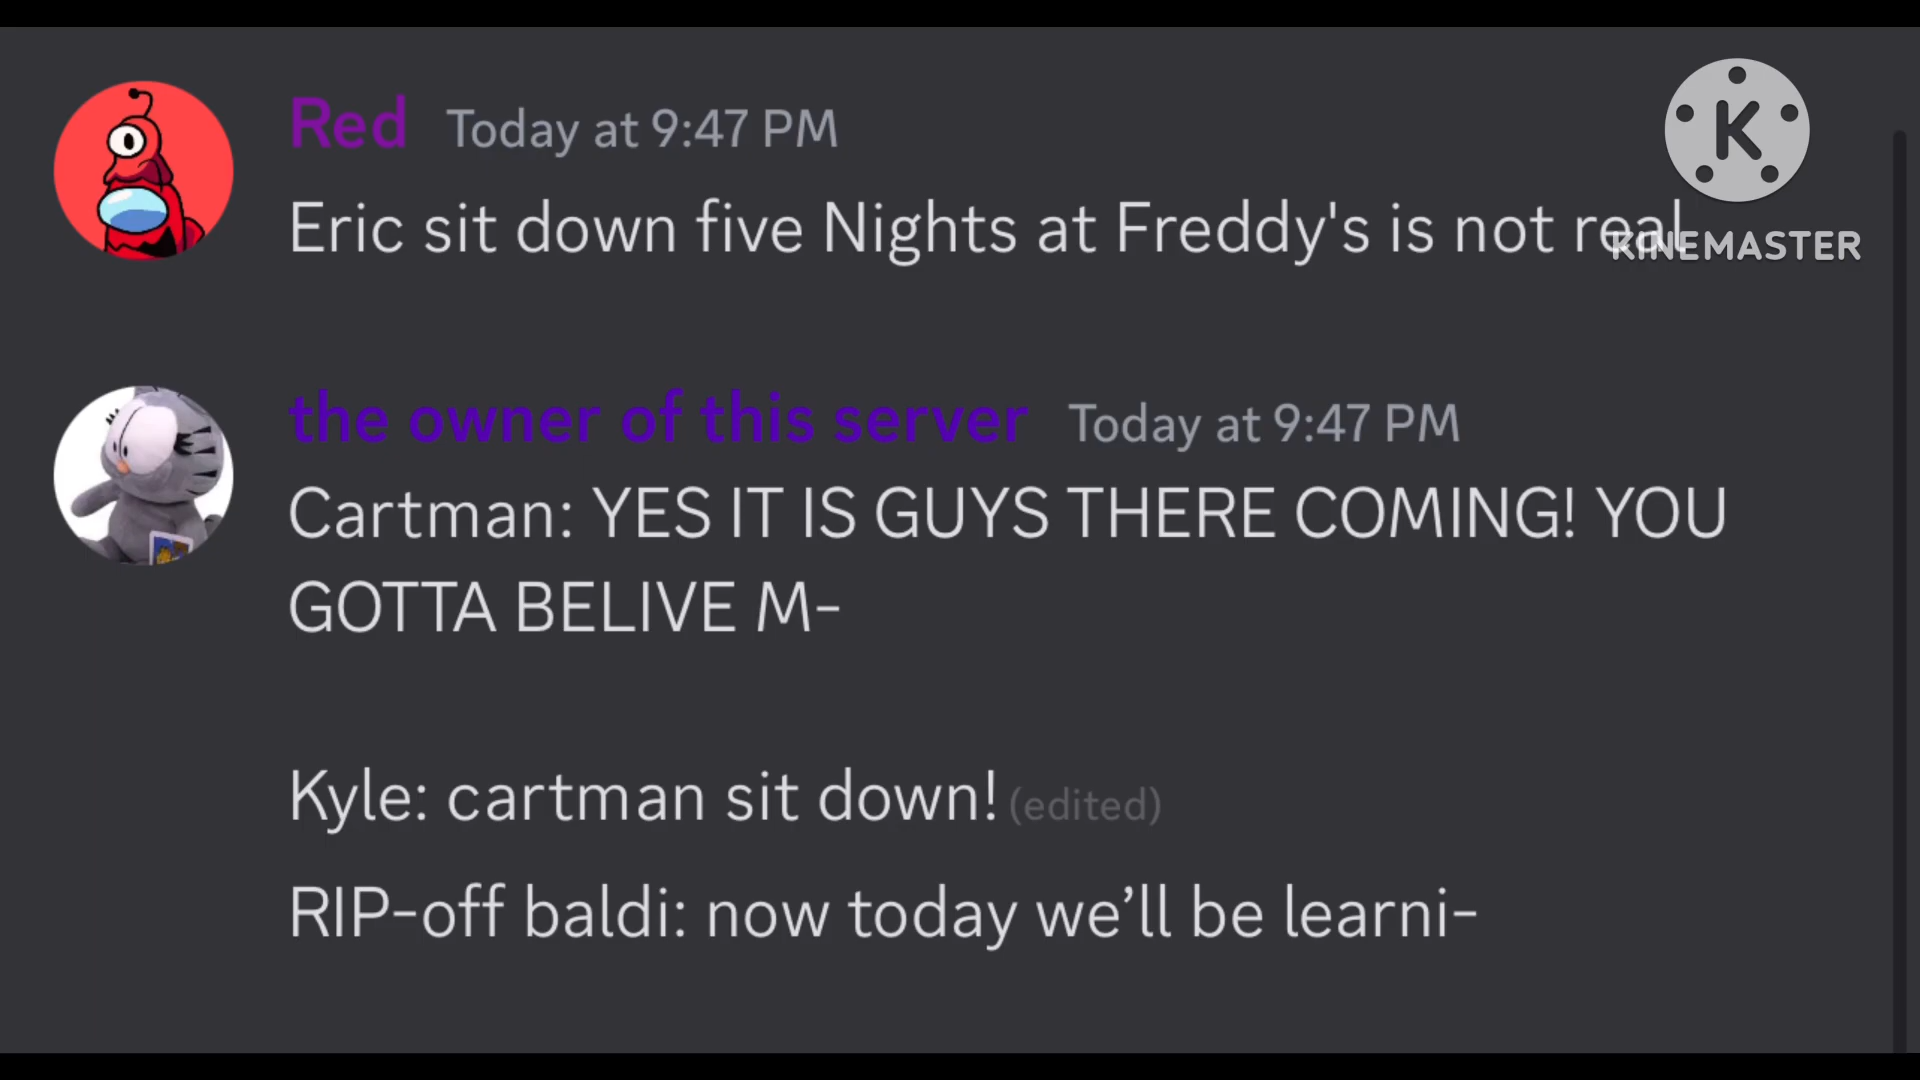 Red Today at 9:47 PM
Eric sit down five Nights at Freddy's is not real
K
KINEMASTER
the owner of this server Today at 9:47 PM
Cartman: YES IT IS GUYS THERE COMING! YOU
GOTTA BELIVE M-
Kyle: cartman sit down! (edited)
RIP-off baldi: now today we’ll be learni-